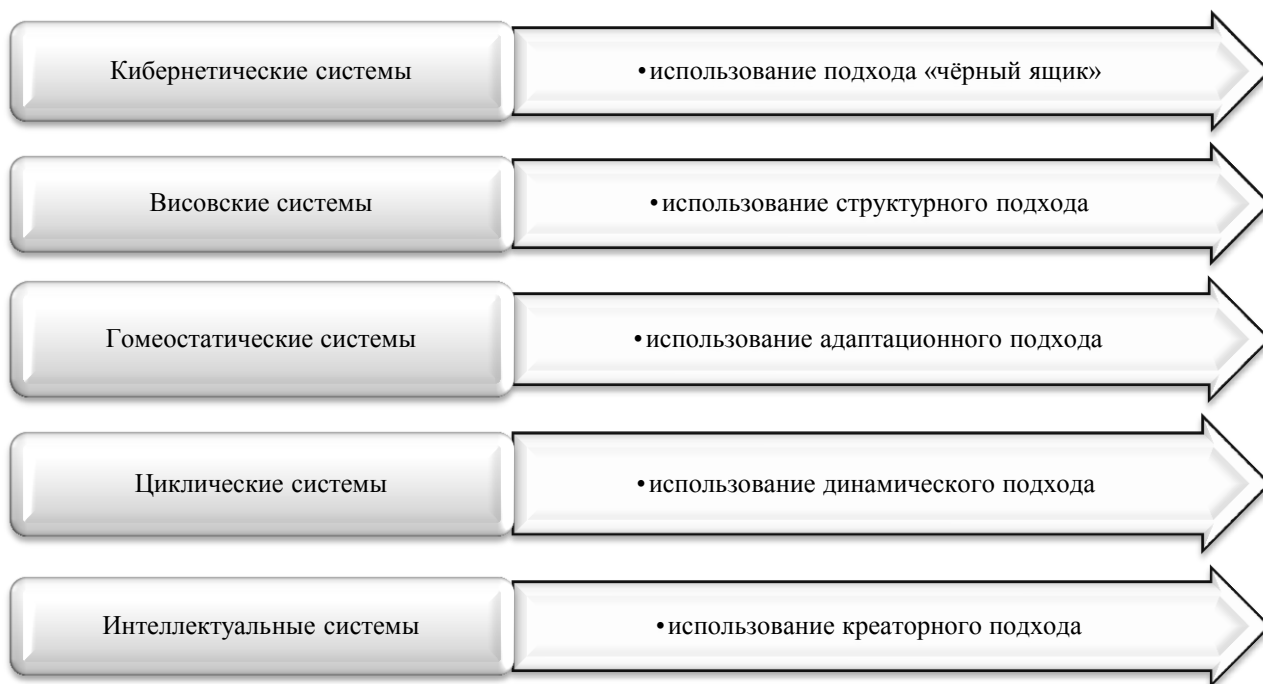 Кибернетические системы
•использование подхода «чёрный ящик»
Висовские системы
•использование структурного подхода
Гомеостатические системы
•использование адаптационного подхода
Циклические системы
•использование динамического подхода
Интеллектуальные системы
•использование креаторного подхода